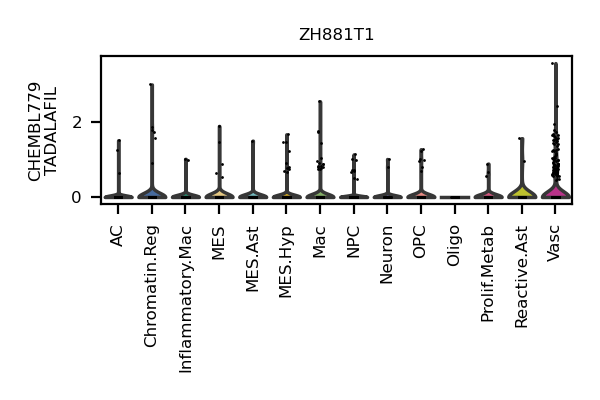 ZH881T1
CHEMBL779
TADALAFIL
2
0
AC
Chromatin.Reg
Inflammatory.Mac
MES
MES.Ast
MES.Hyp
Mac
NPC
Neuron
OPC
Oligo
Prolif.Metab
Reactive.Ast
Vasc